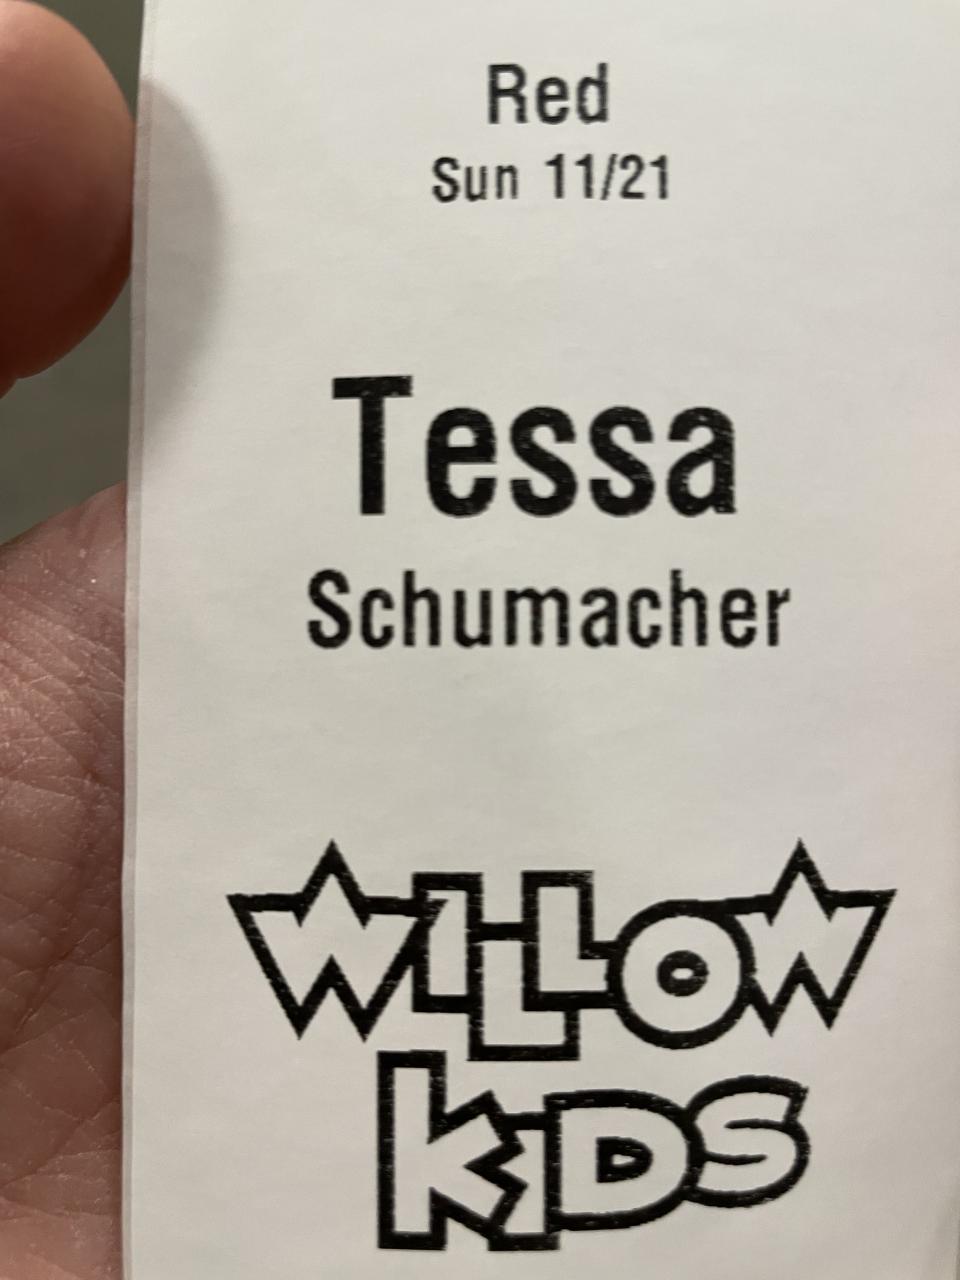 Red
Sun 11/21
Tessa
Schumacher
WILLOW
KIDS